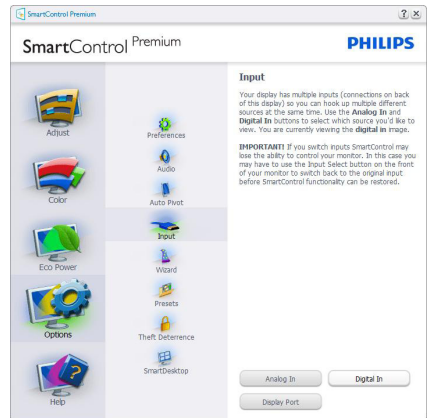 SmartControl Premium
SmartControl Premium
PHILIPS
Adjust
Color
Eco Power
Options
Help
Preferences
Audio
Auto Pivot
Input
Wizard
Presets
Theft Deterrence
SmartDesktop
Input
Your display has multiple inputs (connections on back
of this display) so you can hook up multiple different
sources at the same time. Use the Analog In and
Digital In buttons to select which source you'd like to
view. You are currently viewing the digital in image.
IMPORTANT! If you switch inputs SmartControl may
lose the ability to control your monitor. In this case you
may have to use the Input Select button on the front
of your monitor to switch back to the original input
before SmartControl functionality can be restored.
Analog In
Digital In
Display Port